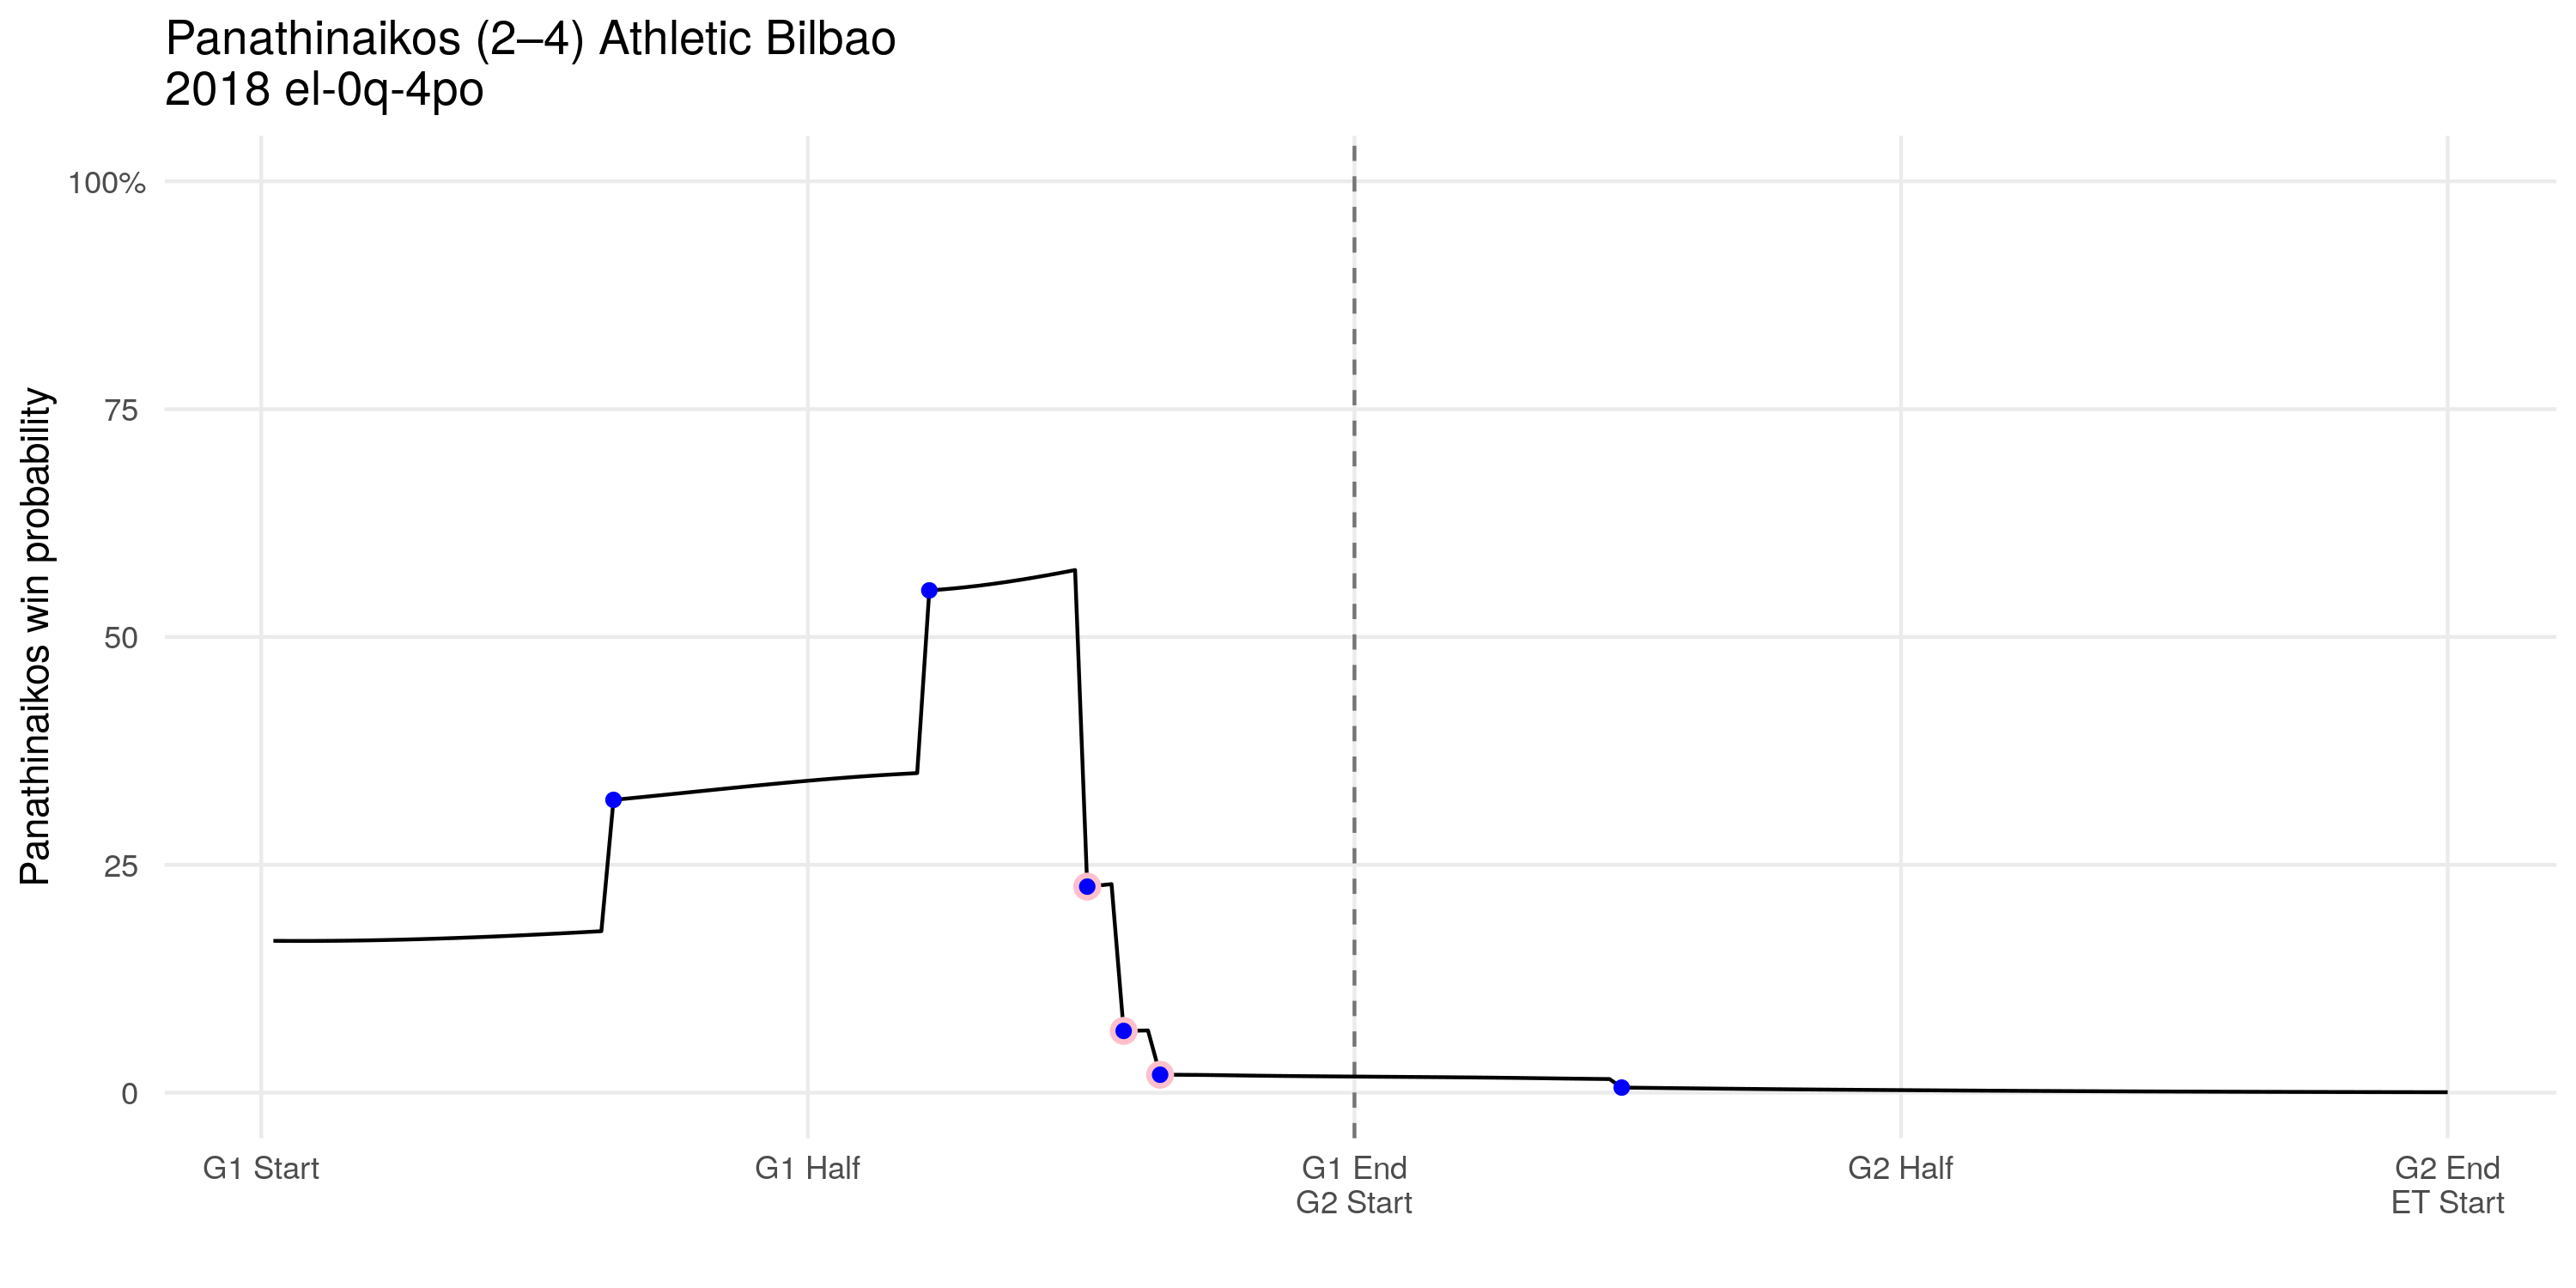 Panathinaikos (2–4) Athletic Bilbao
2018 el-0q-4po
Panathinaikos win probability
100%
75
50
25
0
G1 Start
G1 Half
G1 End
G2 Start
G2 Half
G2 End
ET Start